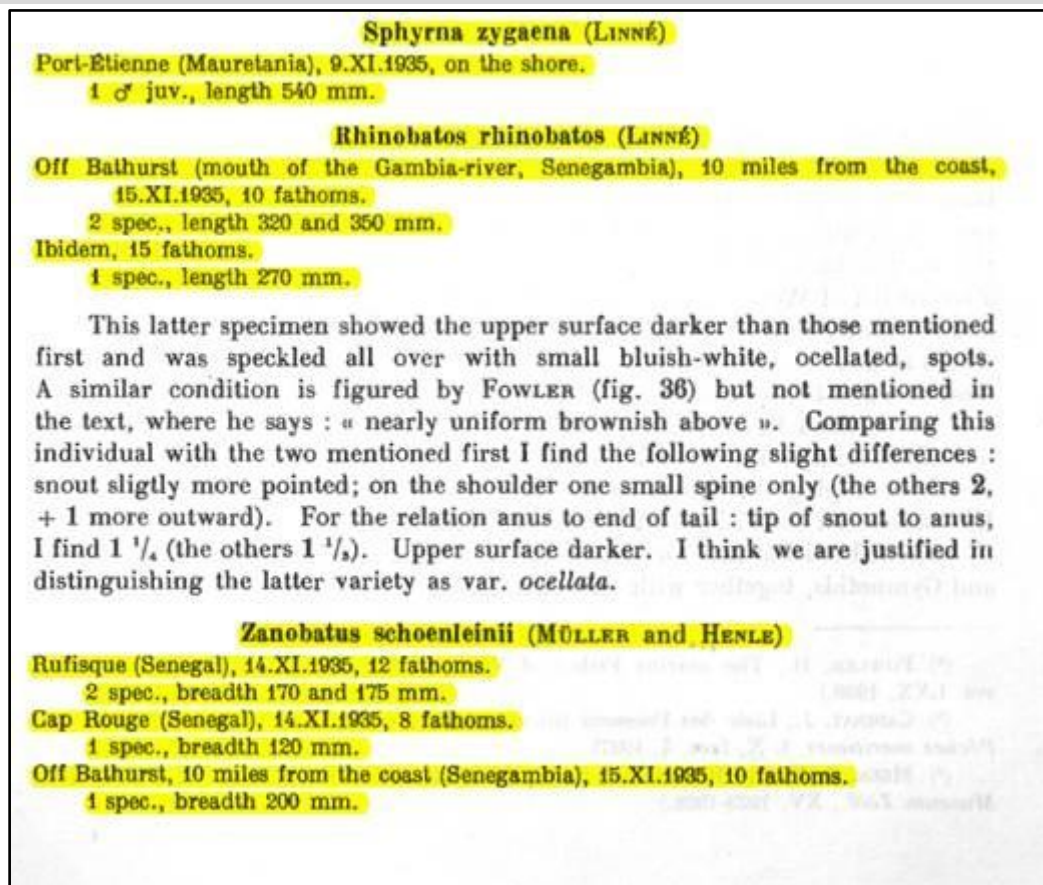 Sphyrna zygaena (LINNÉ)
Port-Étienne (Mauretania), 9.XI.1935, on the shore.
1 ♂ juv., length 540 mm.
Rhinobatos rhinobatos (LINNÉ)
Off Bathurst (mouth of the Gambia-river, Senegambia), 10 miles from the coast,
15.XI.1935, 10 fathoms.
2 spec., length 320 and 350 mm.
Ibidem, 15 fathoms.
1 spec., length 270 mm.
This latter specimen showed the upper surface darker than those mentioned
first and was speckled all over with small bluish-white, ocellated, spots.
A similar condition is figured by FOWLER (fig. 36) but not mentioned in
the text, where he says : « nearly uniform brownish above ». Comparing this
individual with the two mentioned first I find the following slight differences :
snout sligtly more pointed; on the shoulder one small spine only (the others 2,
+ 1 more outward). For the relation anus to end of tail : tip of snout to anus,
I find 1 1/4 (the others 1 ). Upper surface darker. I think we are justified in
distinguishing the latter variety as var. ocellata.
Zanobatus schoenleinii (MÜLLER and HENLE)
Rufisque (Senegal), 14.XI.1935, 12 fathoms.
2 spec., breadth 170 and 175 mm.
Cap Rouge (Senegal), 14.XI.1935, 8 fathoms.
1 spec., breadth 120 mm.
Off Bathurst, 10 miles from the coast (Senegambia), 15.XI.1935, 10 fathoms.
1 spec., breadth 200 mm.